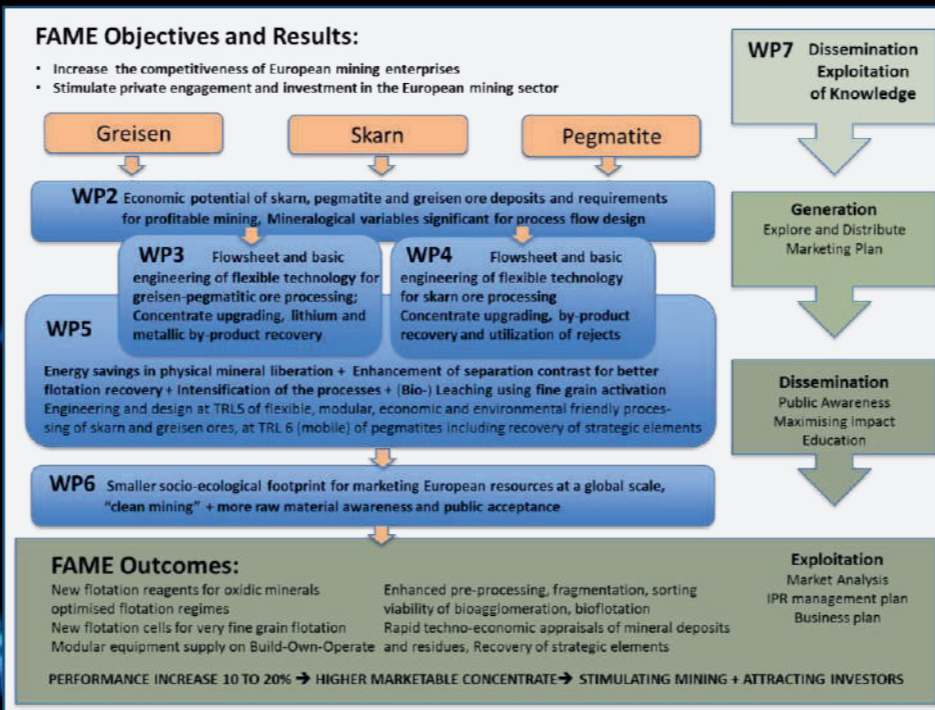 FAME Objectives and Results:
• Increase the competitiveness of European mining enterprises
• Stimulate private engagement and investment in the European mining sector
Greisen
Skarn
Pegmatite
WP2 Economic potential of skarn, pegmatite and greisen ore deposits and requirements
for profitable mining, Mineralogical variables significant for process flow design
WP3 Flowsheet and basic
engineering of flexible technology for
greisen-pegmatitic ore processing;
Concentrate upgrading, lithium and
metallic by-product recovery
WP4 Flowsheet and basic
engineering of flexible technology
for skarn ore processing
Concentrate upgrading, by-product
recovery and utilization of rejects
WP5
Energy savings in physical mineral liberation + Enhancement of separation contrast for better
flotation recovery + Intensification of the processes + (Bio-) Leaching using fine grain activation
Engineering and design at TRL5 of flexible, modular, economic and environmental friendly proces-
sing of skarn and greisen ores, at TRL 6 (mobile) of pegmatites including recovery of strategic elements
WP6 Smaller socio-ecological footprint for marketing European resources at a global scale,
"clean mining" + more raw material awareness and public acceptance
FAME Outcomes:
New flotation reagents for oxidic minerals
optimised flotation regimes
New flotation cells for very fine grain flotation
Modular equipment supply on Build-Own-Operate
Enhanced pre-processing, fragmentation, sorting
viability of bioagglomeration, bioflotation
Rapid techno-economic appraisals of mineral deposits
and residues, Recovery of strategic elements
PERFORMANCE INCREASE 10 TO 20% → HIGHER MARKETABLE CONCENTRATE → STIMULATING MINING + ATTRACTING INVESTORS
WP7 Dissemination
Exploitation
of Knowledge
Generation
Explore and Distribute
Marketing Plan
Dissemination
Public Awareness
Maximising Impact
Education
Exploitation
Market Analysis
IPR management plan
Business plan